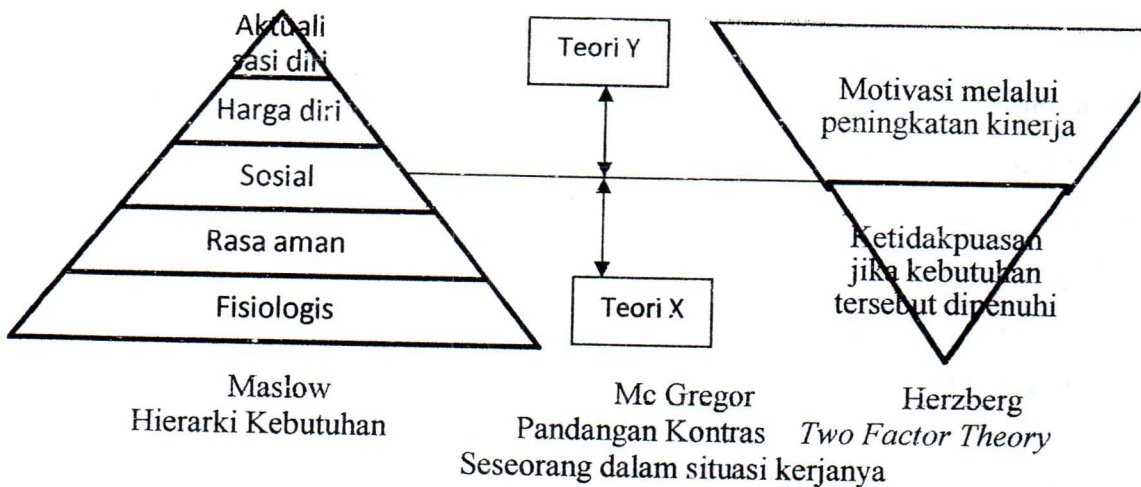 Aktuali
sasi diri
Harga diri
Sosial
Rasa aman
Fisiologis
Teori Y
Teori X
Motivasi melalui
peningkatan kinerja
Ketidakpuasan
jika kebutuhan
tersebut dipenuhi
Maslow
Hierarki Kebutuhan
Mc Gregor
Pandangan Kontras
Seseorang dalam situasi kerjanya
Herzberg
Two Factor Theory